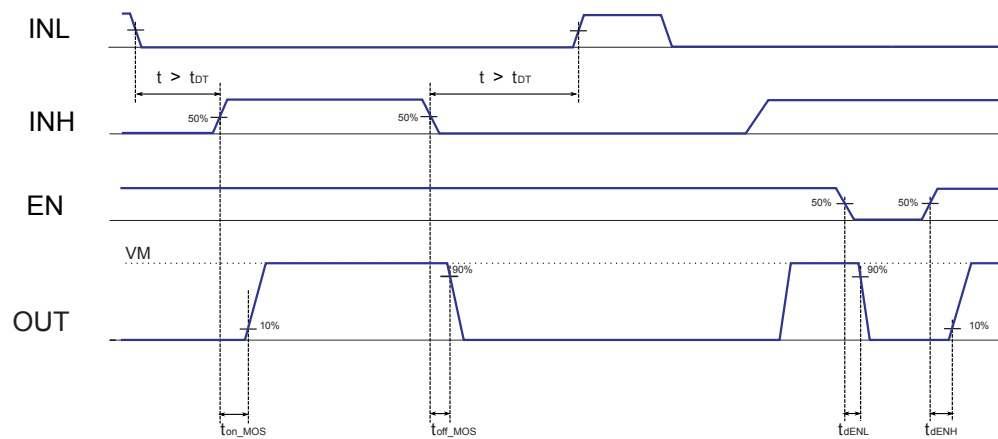 INL
t > tDT
t > tDT
INH
50%
50%
EN
50%
50%
VM
90%
90%
OUT
10%
10%
ton_MOS
toff_MOS
tdENL
tdENH